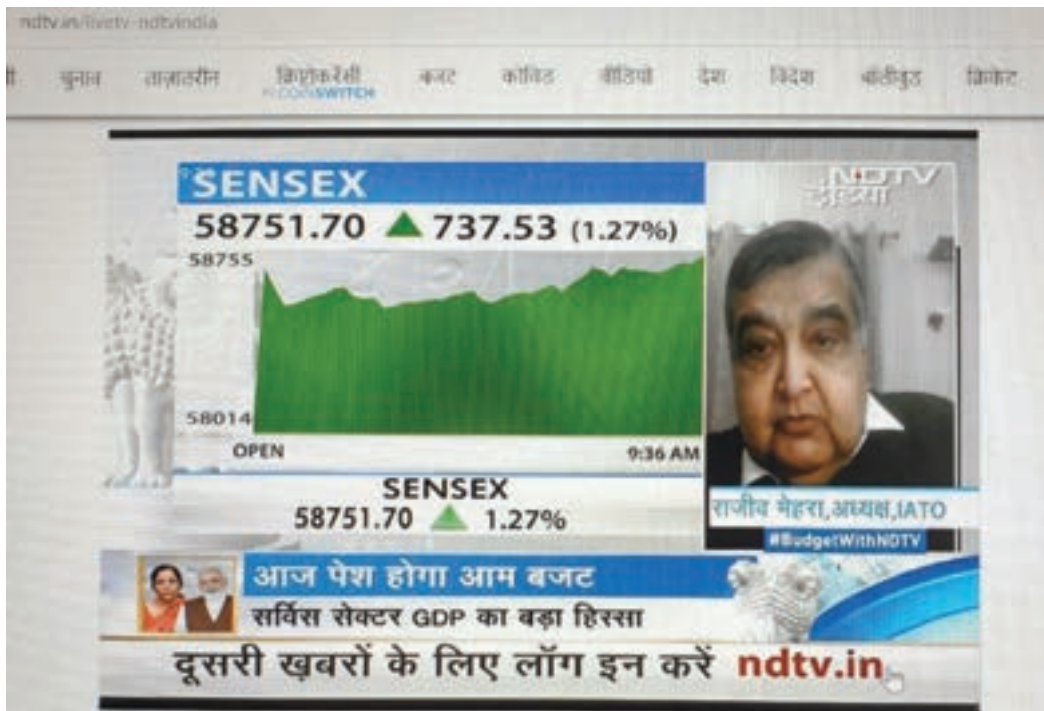 ndtv.in/livetv-ndtvindia
चुनाव ताज़ातरीन क्रिप्टोकरेंसी बजट कोविड वीडियो देश विदेश बॉलीवुड क्रिकेट
COINSWITCH
SENSEX
58751.70 ▲ 737.53 (1.27%)
58755
58014
OPEN 9:36 AM
SENSEX
58751.70 ▲ 1.27%
NDTV
इंडिया
राजीव मेहरा,अध्यक्ष,IATO
#BudgetWithNDTV
आज पेश होगा आम बजट
सर्विस सेक्टर GDP का बड़ा हिस्सा
दूसरी ख़बरों के लिए लॉग इन करें ndtv.in